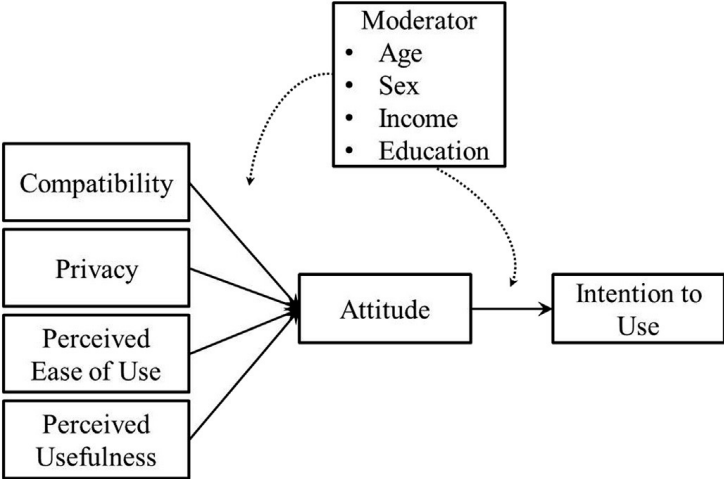 Moderator
• Age
• Sex
• Income
• Education
Compatibility
Privacy
Perceived
Ease of Use
Perceived
Usefulness
Attitude
Intention to
Use